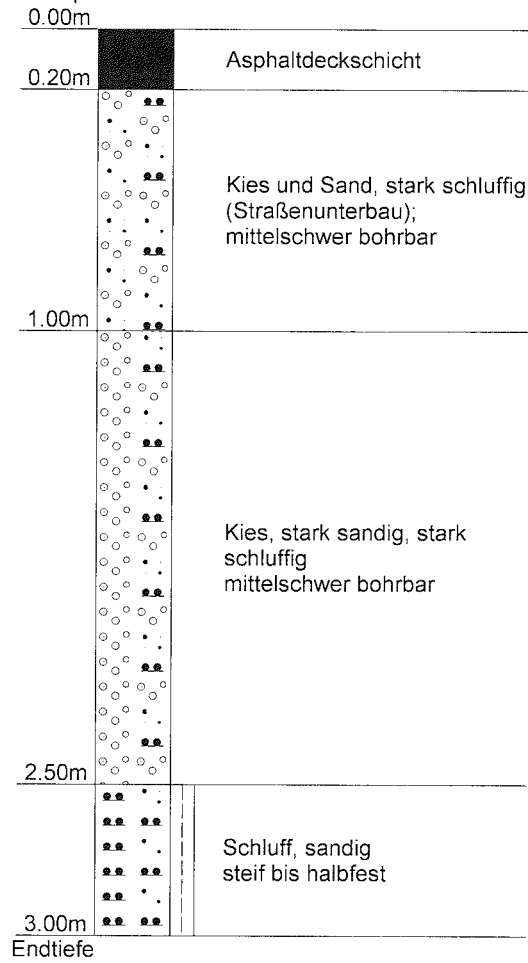 0.00m
Asphaltdeckschicht
0.20m
Kies und Sand, stark schluffig
(Straßenunterbau);
mittelschwer bohrbar
1.00m
Kies, stark sandig, stark
schluffig
mittelschwer bohrbar
2.50m
Schluff, sandig
steif bis halbfest
3.00m
Endtiefe